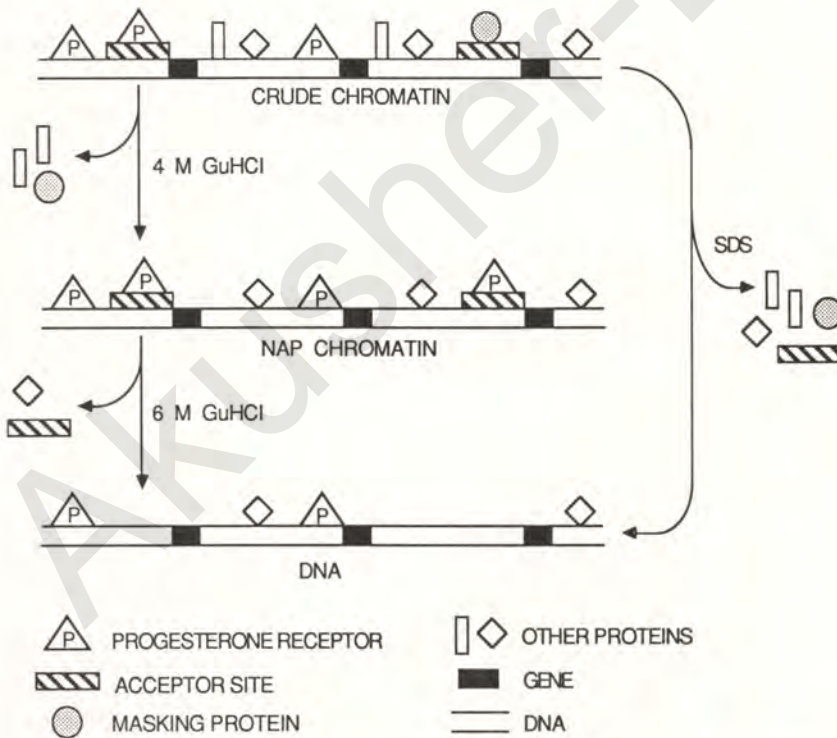 Akusher-
P P P
CRUDE CHROMATIN
4 M GuHCl
SDS
P P P P
NAP CHROMATIN
6 M GuHCl
P P
DNA
P PROGESTERONE RECEPTOR
OTHER PROTEINS
ACCEPTOR SITE
GENE
MASKING PROTEIN
DNA